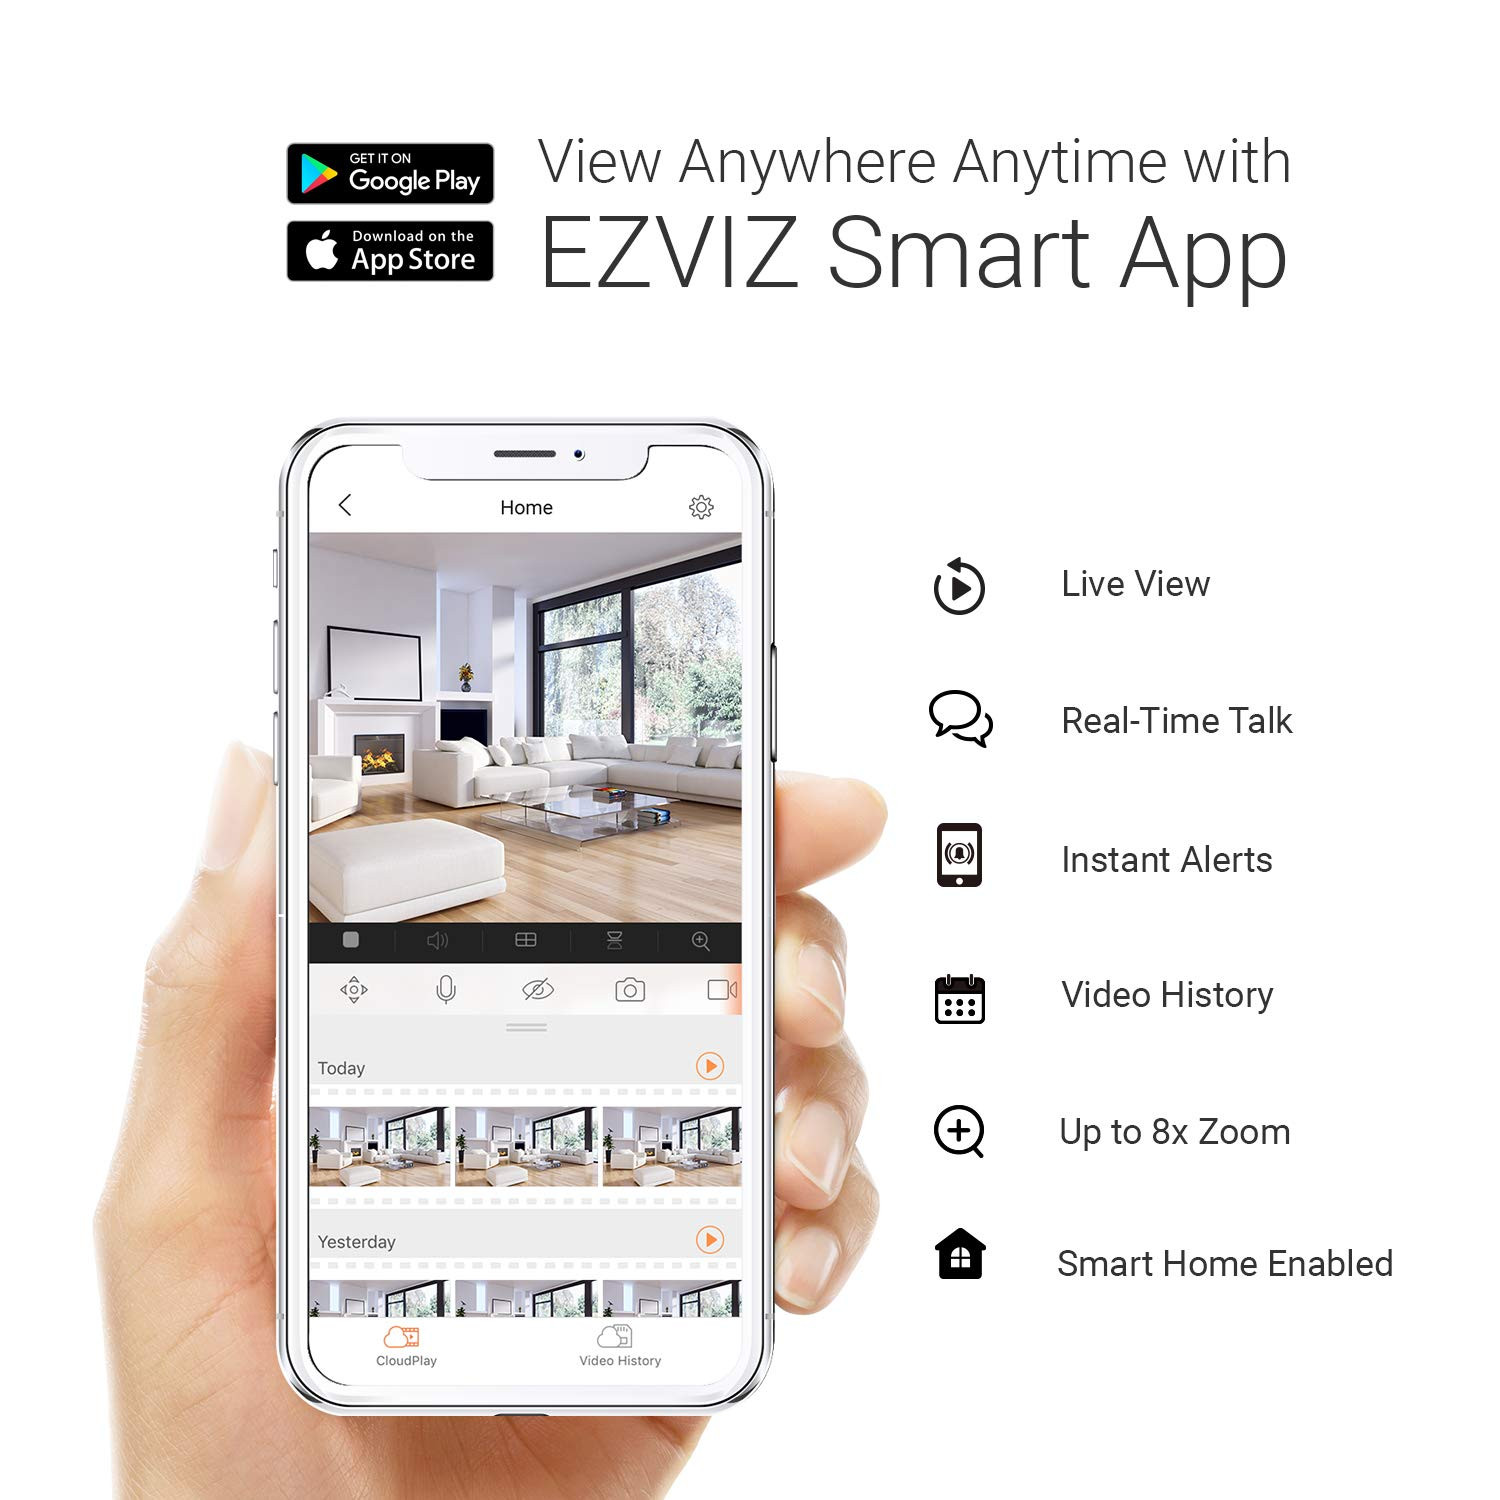 GET IT ON
Google Play
Download on the
App Store
View Anywhere Anytime with
EZVIZ Smart App
Home
Today
Yesterday
CloudPlay
Video History
Live View
Real-Time Talk
Instant Alerts
Video History
Up to 8x Zoom
Smart Home Enabled